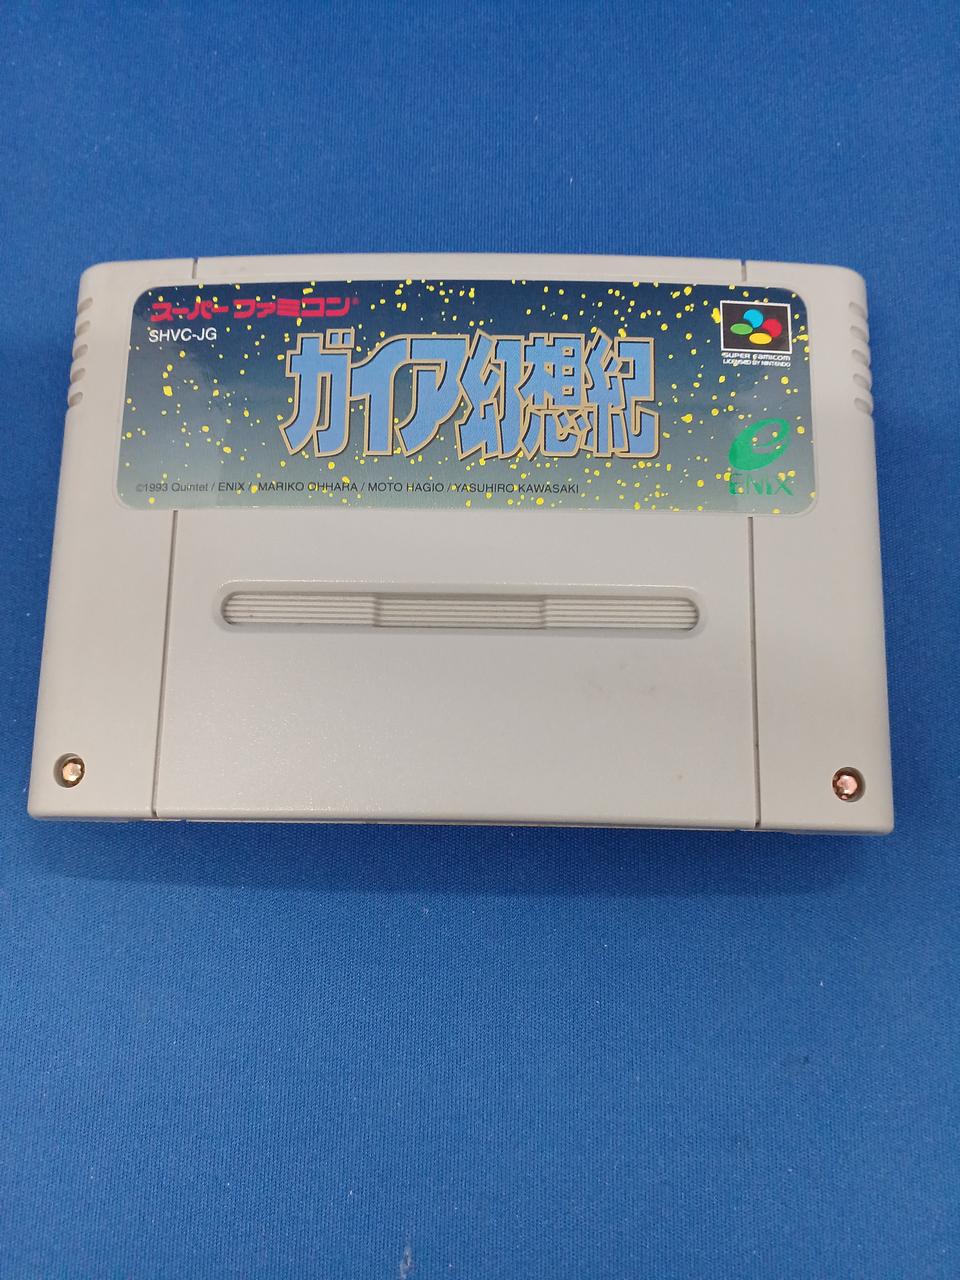 スーパーファミコン®
SHVC-JG
ガイア幻想紀
SUPER FAMICOM
LICENSED BY NINTENDO
ENIX
©1993 Quintet / ENIX / MARIKO OHHARA / MOTO HAGIO / YASUHIRO KAWASAKI